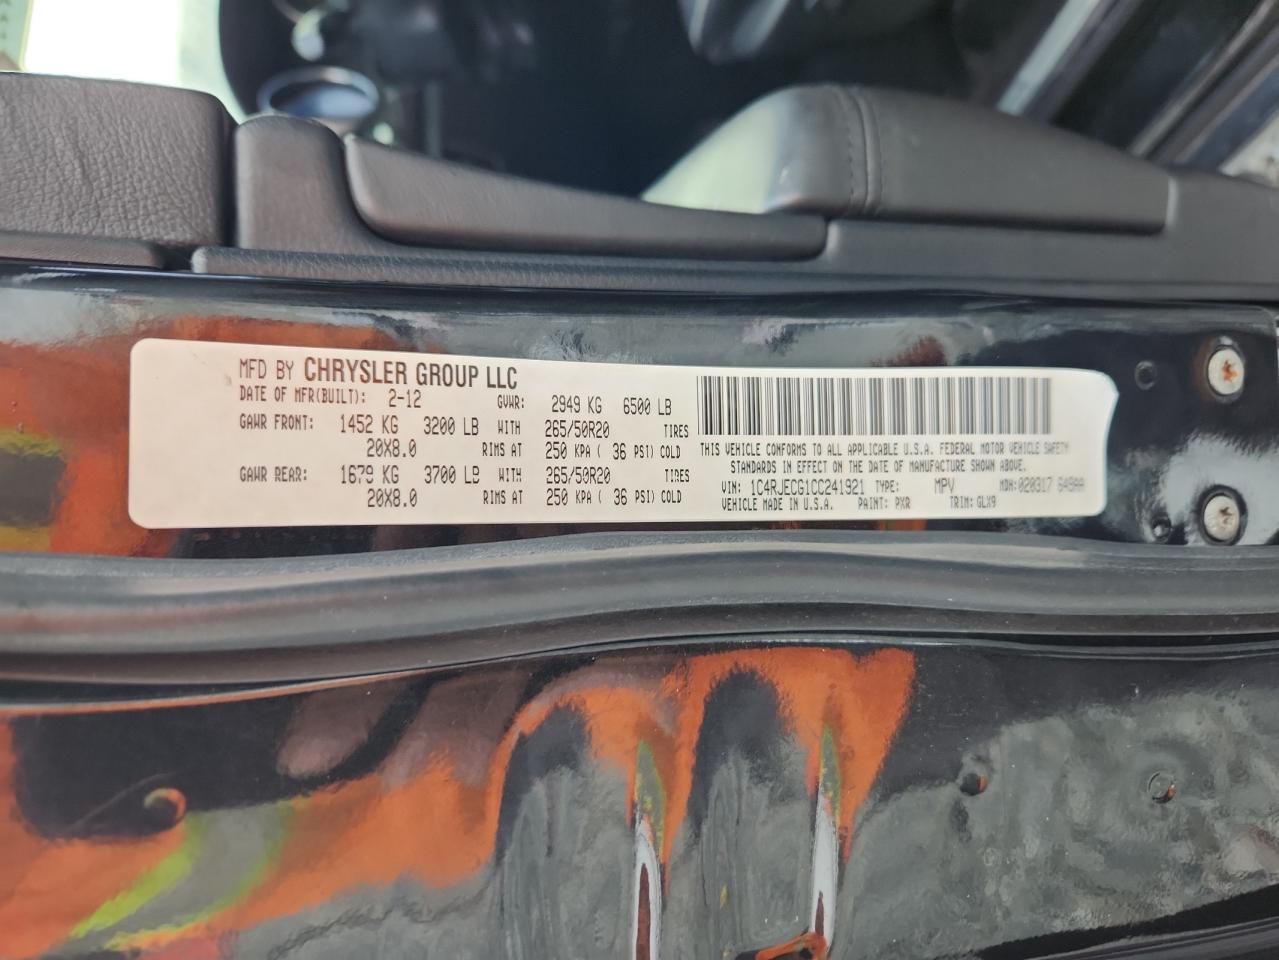 MFD BY CHRYSLER GROUP LLC
DATE OF MFR(BUILT): 2-12 GVWR: 2949 KG 6500 LB
GAWR FRONT: 1452 KG 3200 LB WITH 265/50R20 TIRES
20X8.0 RIMS AT 250 KPA ( 36 PSI) COLD
GAWR REAR: 1679 KG 3700 LB WITH 265/50R20 TIRES
20X8.0 RIMS AT 250 KPA ( 36 PSI) COLD
THIS VEHICLE CONFORMS TO ALL APPLICABLE U.S.A. FEDERAL MOTOR VEHICLE SAFETY
STANDARDS IN EFFECT ON THE DATE OF MANUFACTURE SHOWN ABOVE.
VIN: 1C4RJECG1CC241921 TYPE: MPV MDH: 020317
VEHICLE MADE IN U.S.A. PAINT: PXR TRIM: GLX9